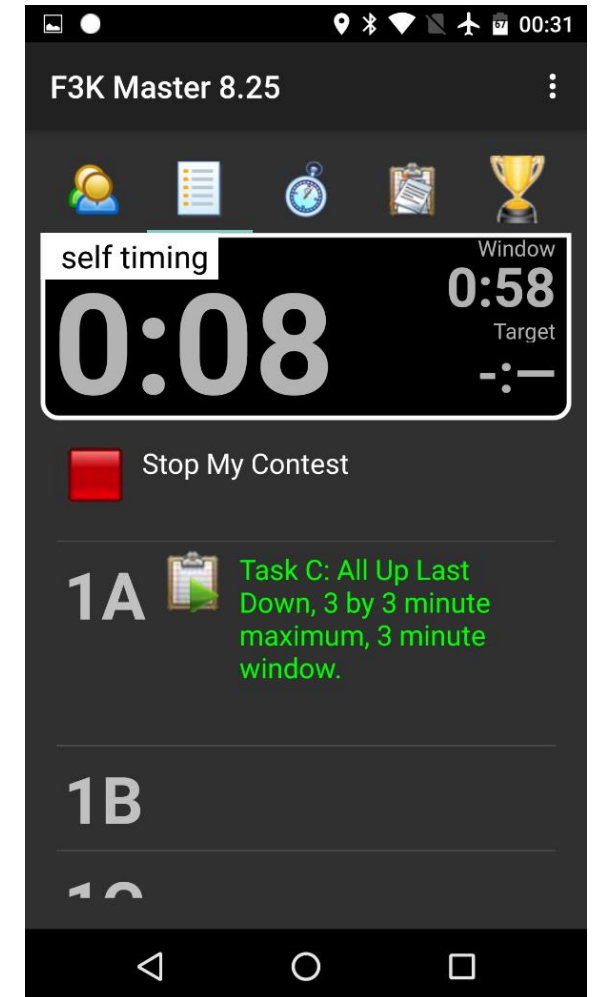 67
00:31
F3K Master 8.25
self timing
Window
0:08
0:58
Target
-:—
Stop My Contest
1A
Task C: All Up Last
Down, 3 by 3 minute
maximum, 3 minute
window.
1B